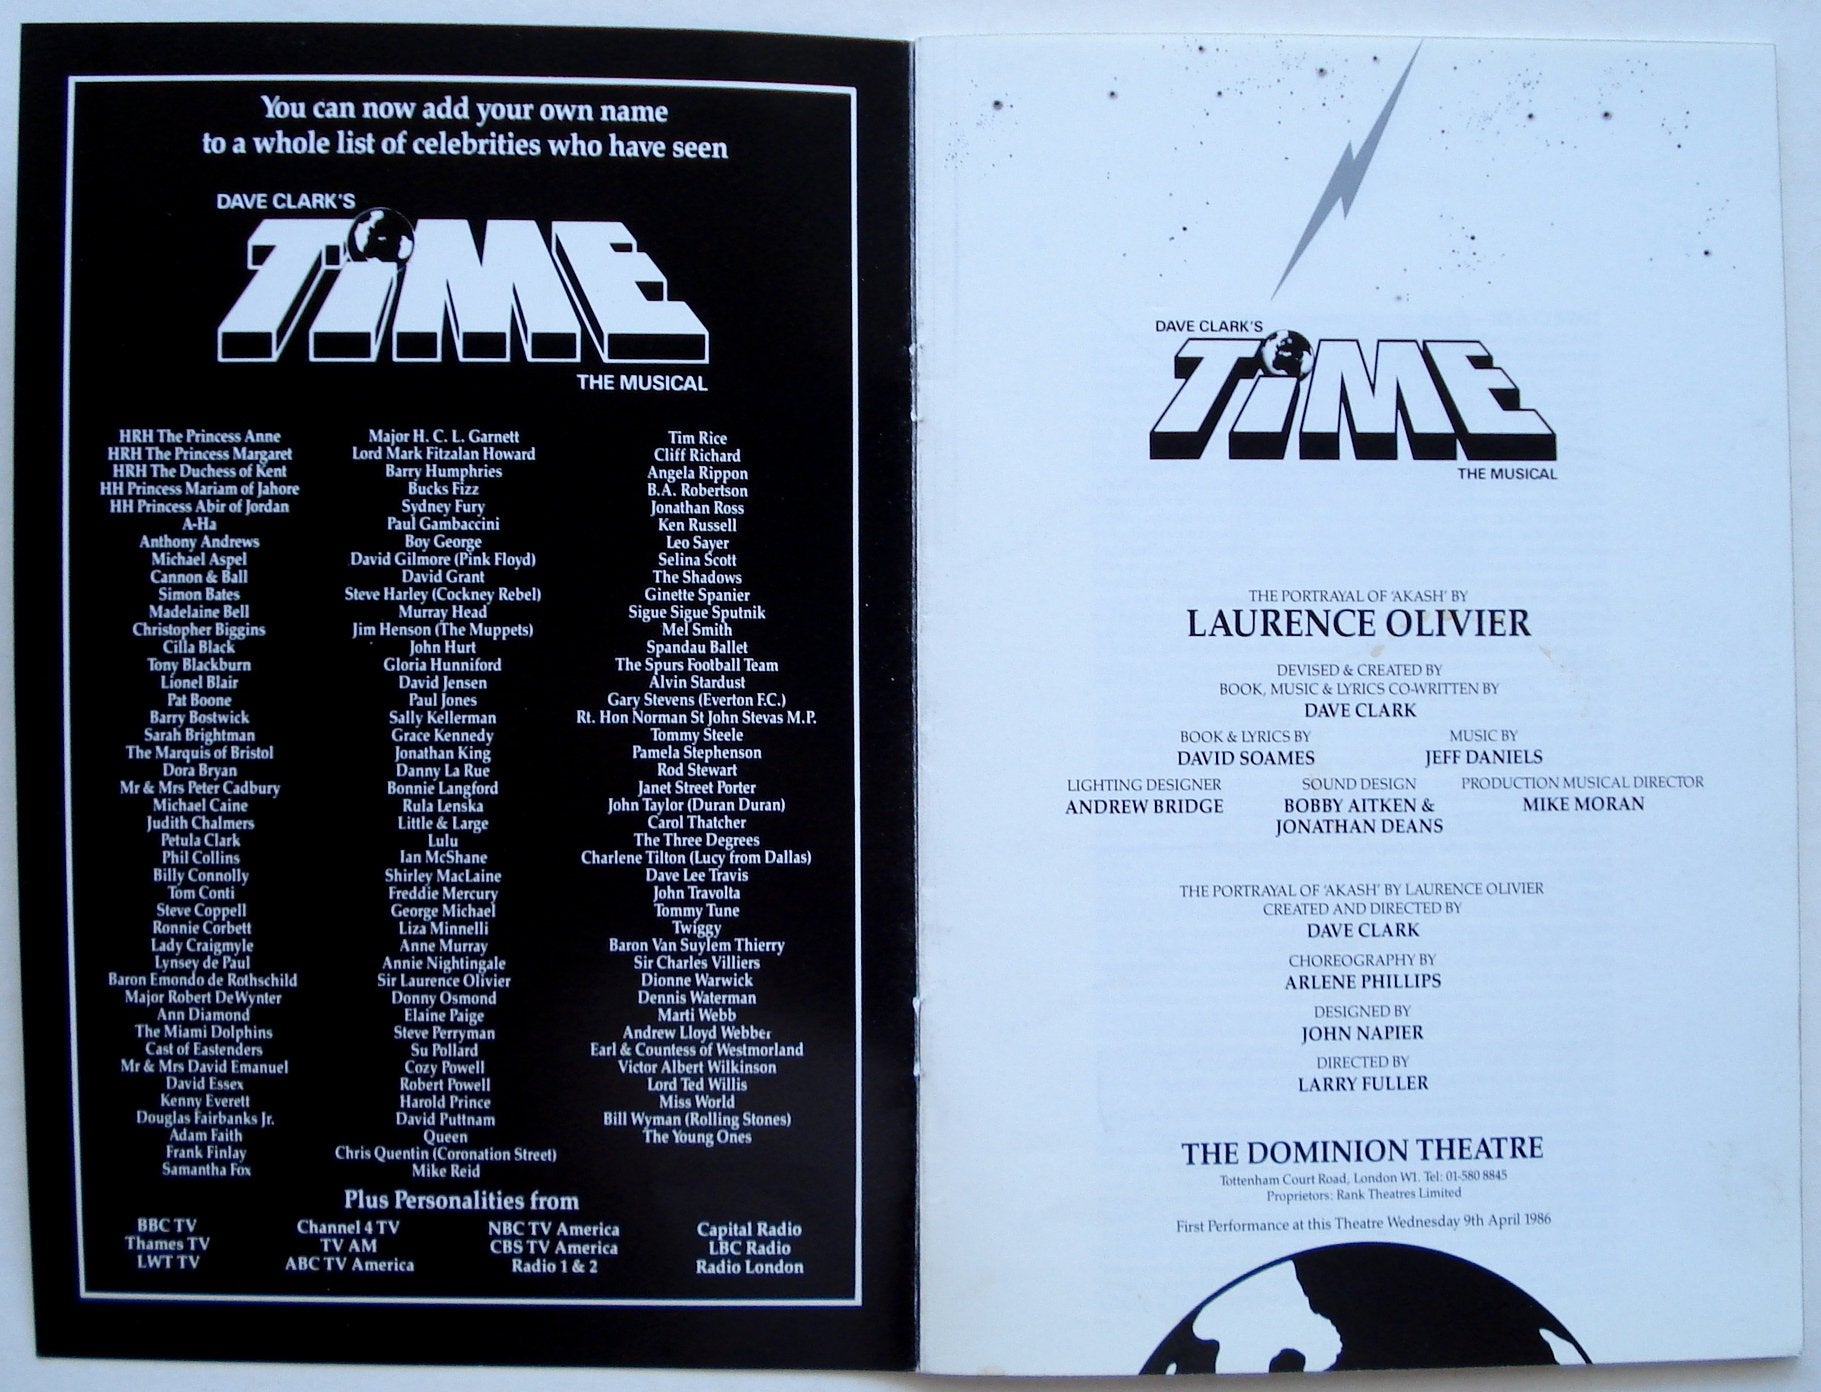 You can now add your own name
to a whole list of celebrities who have seen
DAVE CLARK'S
TiME
THE MUSICAL
HRH The Princess Anne
HRH The Princess Margaret
HRH The Duchess of Kent
HH Princess Mariam of Jahore
HH Princess Abir of Jordan
A-Ha
Anthony Andrews
Michael Aspel
Cannon & Ball
Simon Bates
Madelaine Bell
Christopher Biggins
Cilla Black
Tony Blackburn
Lionel Blair
Pat Boone
Barry Bostwick
Sarah Brightman
The Marquis of Bristol
Dora Bryan
Mr & Mrs Peter Cadbury
Michael Caine
Judith Chalmers
Petula Clark
Phil Collins
Billy Connolly
Tom Conti
Steve Coppell
Ronnie Corbett
Lady Craigmyle
Lynsey de Paul
Baron Emondo de Rothschild
Major Robert DeWynter
Ann Diamond
The Miami Dolphins
Cast of Eastenders
Mr & Mrs David Emanuel
David Essex
Kenny Everett
Douglas Fairbanks Jr.
Adam Faith
Frank Finlay
Samantha Fox
Major H. C. L. Garnett
Lord Mark Fitzalan Howard
Barry Humphries
Bucks Fizz
Sydney Fury
Paul Gambaccini
Boy George
David Gilmore (Pink Floyd)
David Grant
Steve Harley (Cockney Rebel)
Murray Head
Jim Henson (The Muppets)
John Hurt
Gloria Hunniford
David Jensen
Paul Jones
Sally Kellerman
Grace Kennedy
Jonathan King
Danny La Rue
Bonnie Langford
Rula Lenska
Little & Large
Lulu
Ian McShane
Shirley MacLaine
Freddie Mercury
George Michael
Liza Minnelli
Anne Murray
Annie Nightingale
Sir Laurence Olivier
Donny Osmond
Elaine Paige
Steve Perryman
Su Pollard
Cozy Powell
Robert Powell
Harold Prince
David Puttnam
Queen
Chris Quentin (Coronation Street)
Mike Reid
Tim Rice
Cliff Richard
Angela Rippon
B.A. Robertson
Jonathan Ross
Ken Russell
Leo Sayer
Selina Scott
The Shadows
Ginette Spanier
Sigue Sigue Sputnik
Mel Smith
Spandau Ballet
The Spurs Football Team
Alvin Stardust
Gary Stevens (Everton F.C.)
Rt. Hon Norman St John Stevas M.P.
Tommy Steele
Pamela Stephenson
Rod Stewart
Janet Street Porter
John Taylor (Duran Duran)
Carol Thatcher
The Three Degrees
Charlene Tilton (Lucy from Dallas)
Dave Lee Travis
John Travolta
Tommy Tune
Twiggy
Baron Van Suylem Thierry
Sir Charles Villiers
Dionne Warwick
Dennis Waterman
Marti Webb
Andrew Lloyd Webber
Earl & Countess of Westmorland
Victor Albert Wilkinson
Lord Ted Willis
Miss World
Bill Wyman (Rolling Stones)
The Young Ones
Plus Personalities from
BBC TV
Thames TV
LWT TV
Channel 4 TV
TV AM
ABC TV America
NBC TV America
CBS TV America
Radio 1 & 2
Capital Radio
LBC Radio
Radio London
DAVE CLARK'S
TiME
THE MUSICAL
THE PORTRAYAL OF 'AKASH' BY
LAURENCE OLIVIER
DEVISED & CREATED BY
BOOK, MUSIC & LYRICS CO-WRITTEN BY
DAVE CLARK
BOOK & LYRICS BY
DAVID SOAMES
MUSIC BY
JEFF DANIELS
LIGHTING DESIGNER
ANDREW BRIDGE
SOUND DESIGN
BOBBY AITKEN &
JONATHAN DEANS
PRODUCTION MUSICAL DIRECTOR
MIKE MORAN
THE PORTRAYAL OF 'AKASH' BY LAURENCE OLIVIER
CREATED AND DIRECTED BY
DAVE CLARK
CHOREOGRAPHY BY
ARLENE PHILLIPS
DESIGNED BY
JOHN NAPIER
DIRECTED BY
LARRY FULLER
THE DOMINION THEATRE
Tottenham Court Road, London W1. Tel: 01-580 8845
Proprietors: Rank Theatres Limited
First Performance at this Theatre Wednesday 9th April 1986